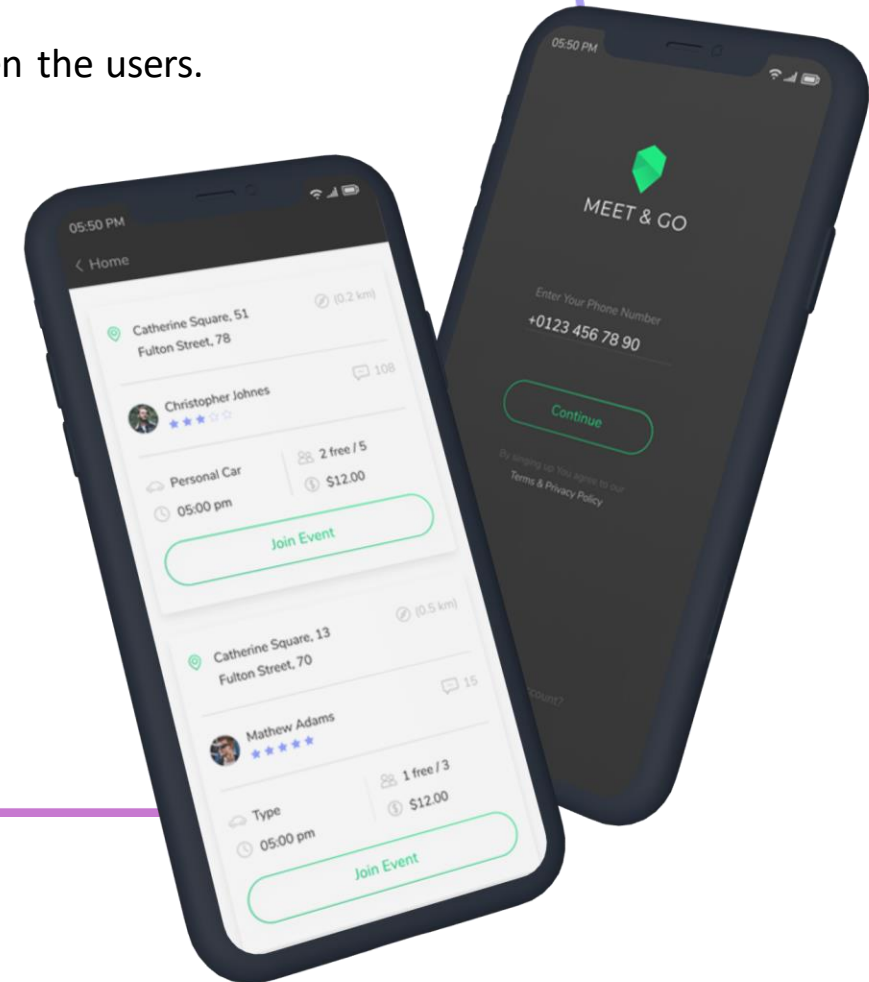 n the users.
05:50 PM
< Home
Catherine Square, 51
Fulton Street, 78
(0.2 km)
Christopher Johnes
108
Personal Car
2 free / 5
05:00 pm
$12.00
Join Event
Catherine Square, 13
Fulton Street, 70
(0.5 km)
Mathew Adams
15
Type
1 free / 3
05:00 pm
$12.00
Join Event
05:50 PM
MEET & GO
Enter Your Phone Number
+0123 456 78 90
Continue
By singing up You agree to our
Terms & Privacy Policy